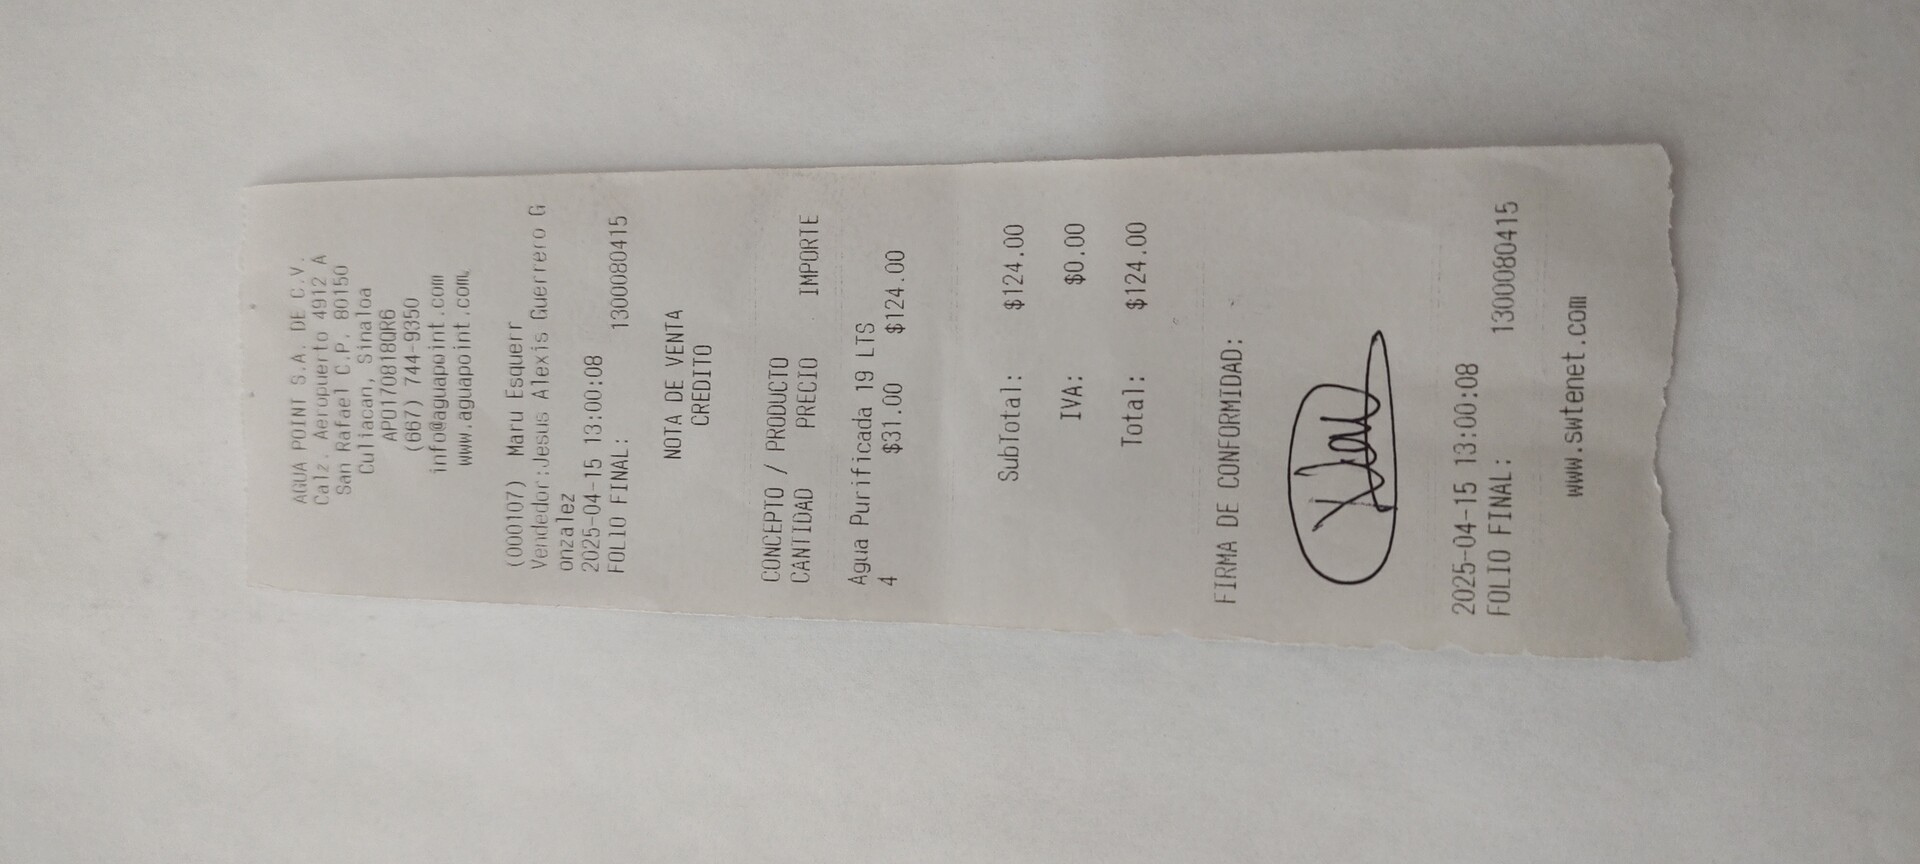 AGUA POINT S.A. DE C.V.
Calz. Aeropuerto 4912 A
San Rafael C.P. 80150
Culiacan, Sinaloa
APO170818QR6
(667) 744-9350
info@aguapoint.com
www.aguapoint.com
(000107) Maru Esquerr
Vendedor:Jesus Alexis Guerrero G
onzalez
2025-04-15 13:00:08
FOLIO FINAL: 1300080415
NOTA DE VENTA
CREDITO
CONCEPTO / PRODUCTO
CANTIDAD PRECIO IMPORTE
Agua Purificada 19 LTS
4 $31.00 $124.00
SubTotal: $124.00
IVA: $0.00
Total: $124.00
FIRMA DE CONFORMIDAD:
2025-04-15 13:00:08
FOLIO FINAL: 1300080415
www.swtenet.com